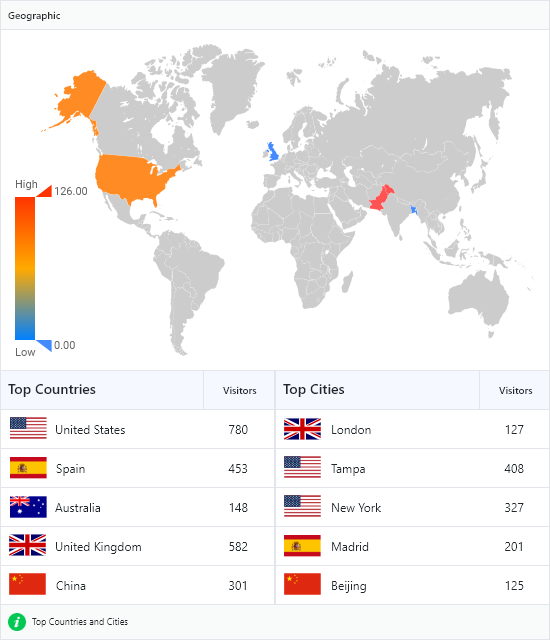 Geographic
High
126.00
0.00
Low
Top Countries Visitors
United States 780
Spain 453
Australia 148
United Kingdom 582
China 301
Top Cities Visitors
London 127
Tampa 408
New York 327
Madrid 201
Beijing 125
i Top Countries and Cities